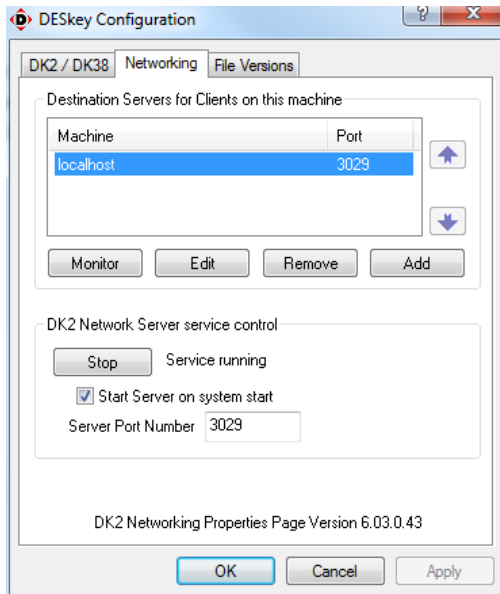 DESkey Configuration
DK2 / DK38 Networking File Versions
Destination Servers for Clients on this machine
Machine Port
localhost 3029
Monitor Edit Remove Add
DK2 Network Server service control
Stop Service running
Start Server on system start
Server Port Number 3029
DK2 Networking Properties Page Version 6.03.0.43
OK Cancel Apply